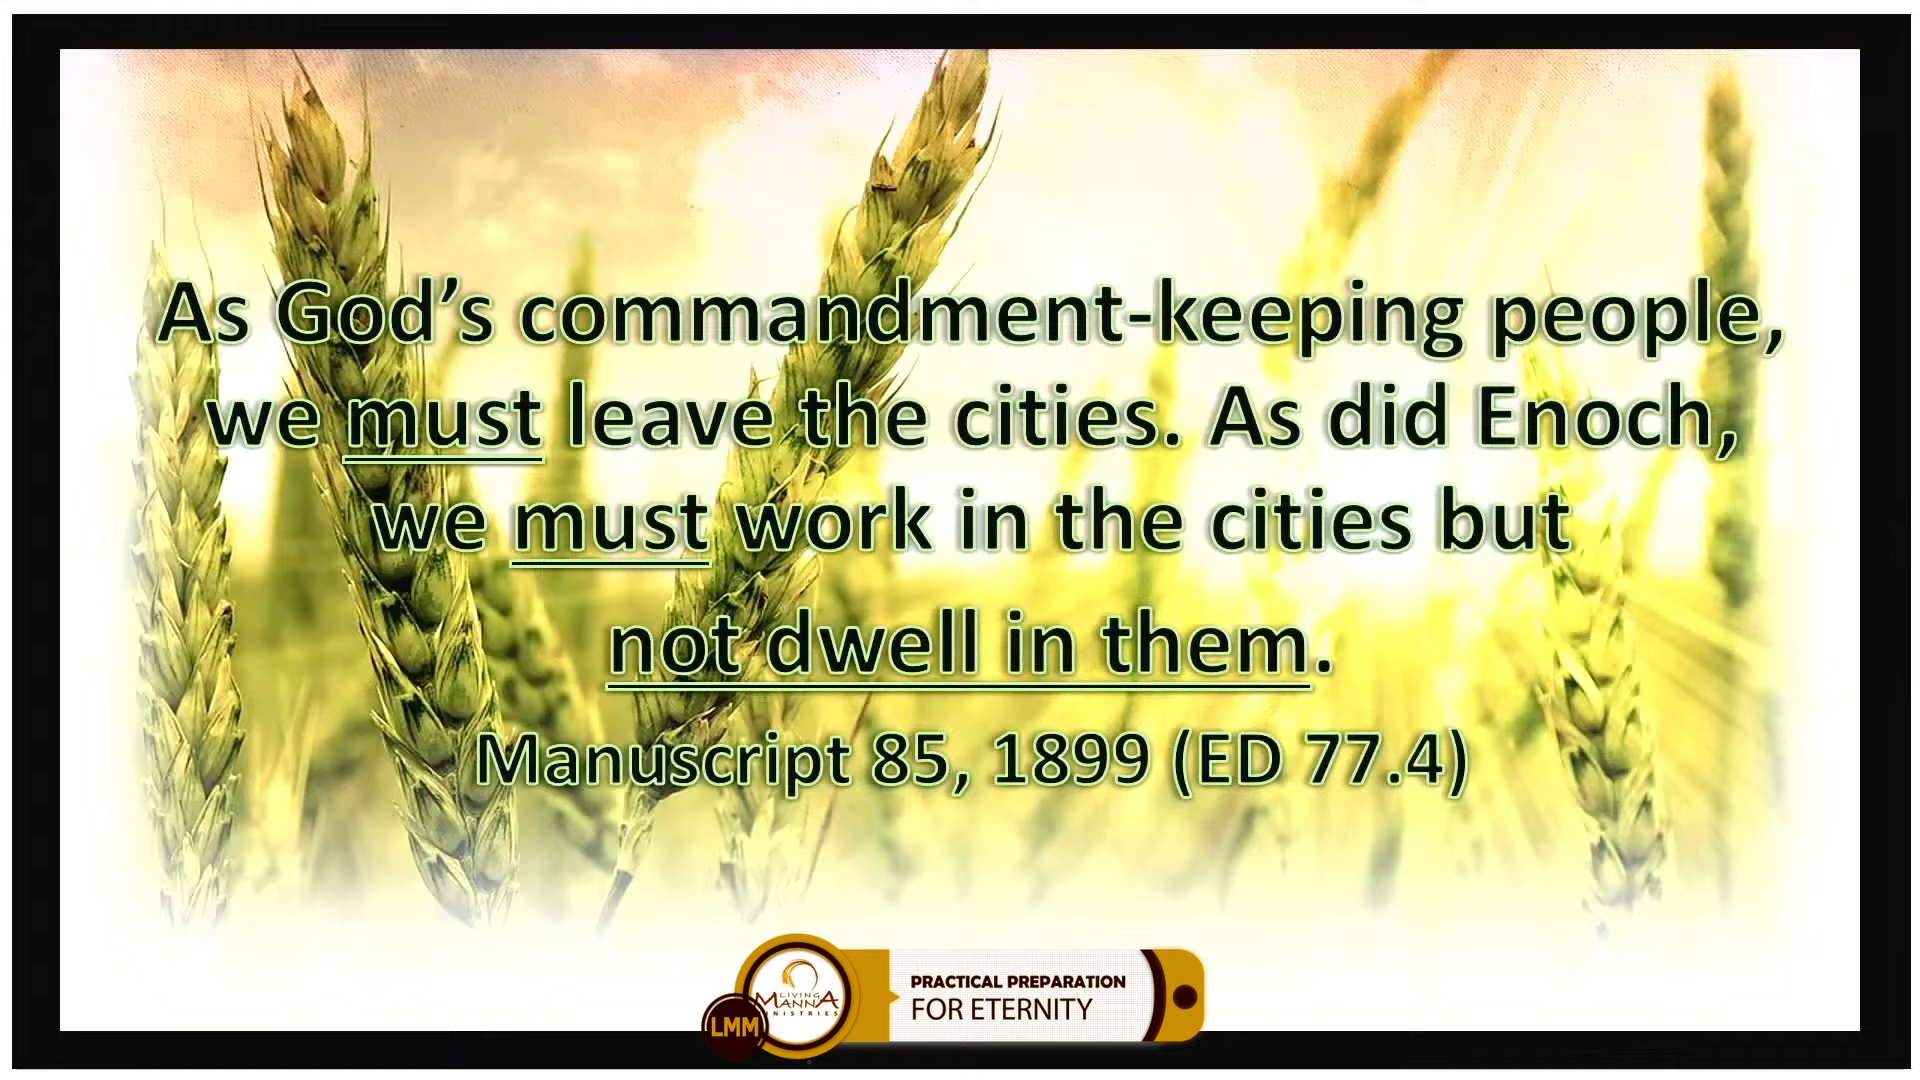 As God’s commandment-keeping people,
we must leave the cities. As did Enoch,
we must work in the cities but
not dwell in them.
Manuscript 85, 1899 (ED 77.4)
LIVING
MANNA
MINISTRIES
LMM
PRACTICAL PREPARATION
FOR ETERNITY